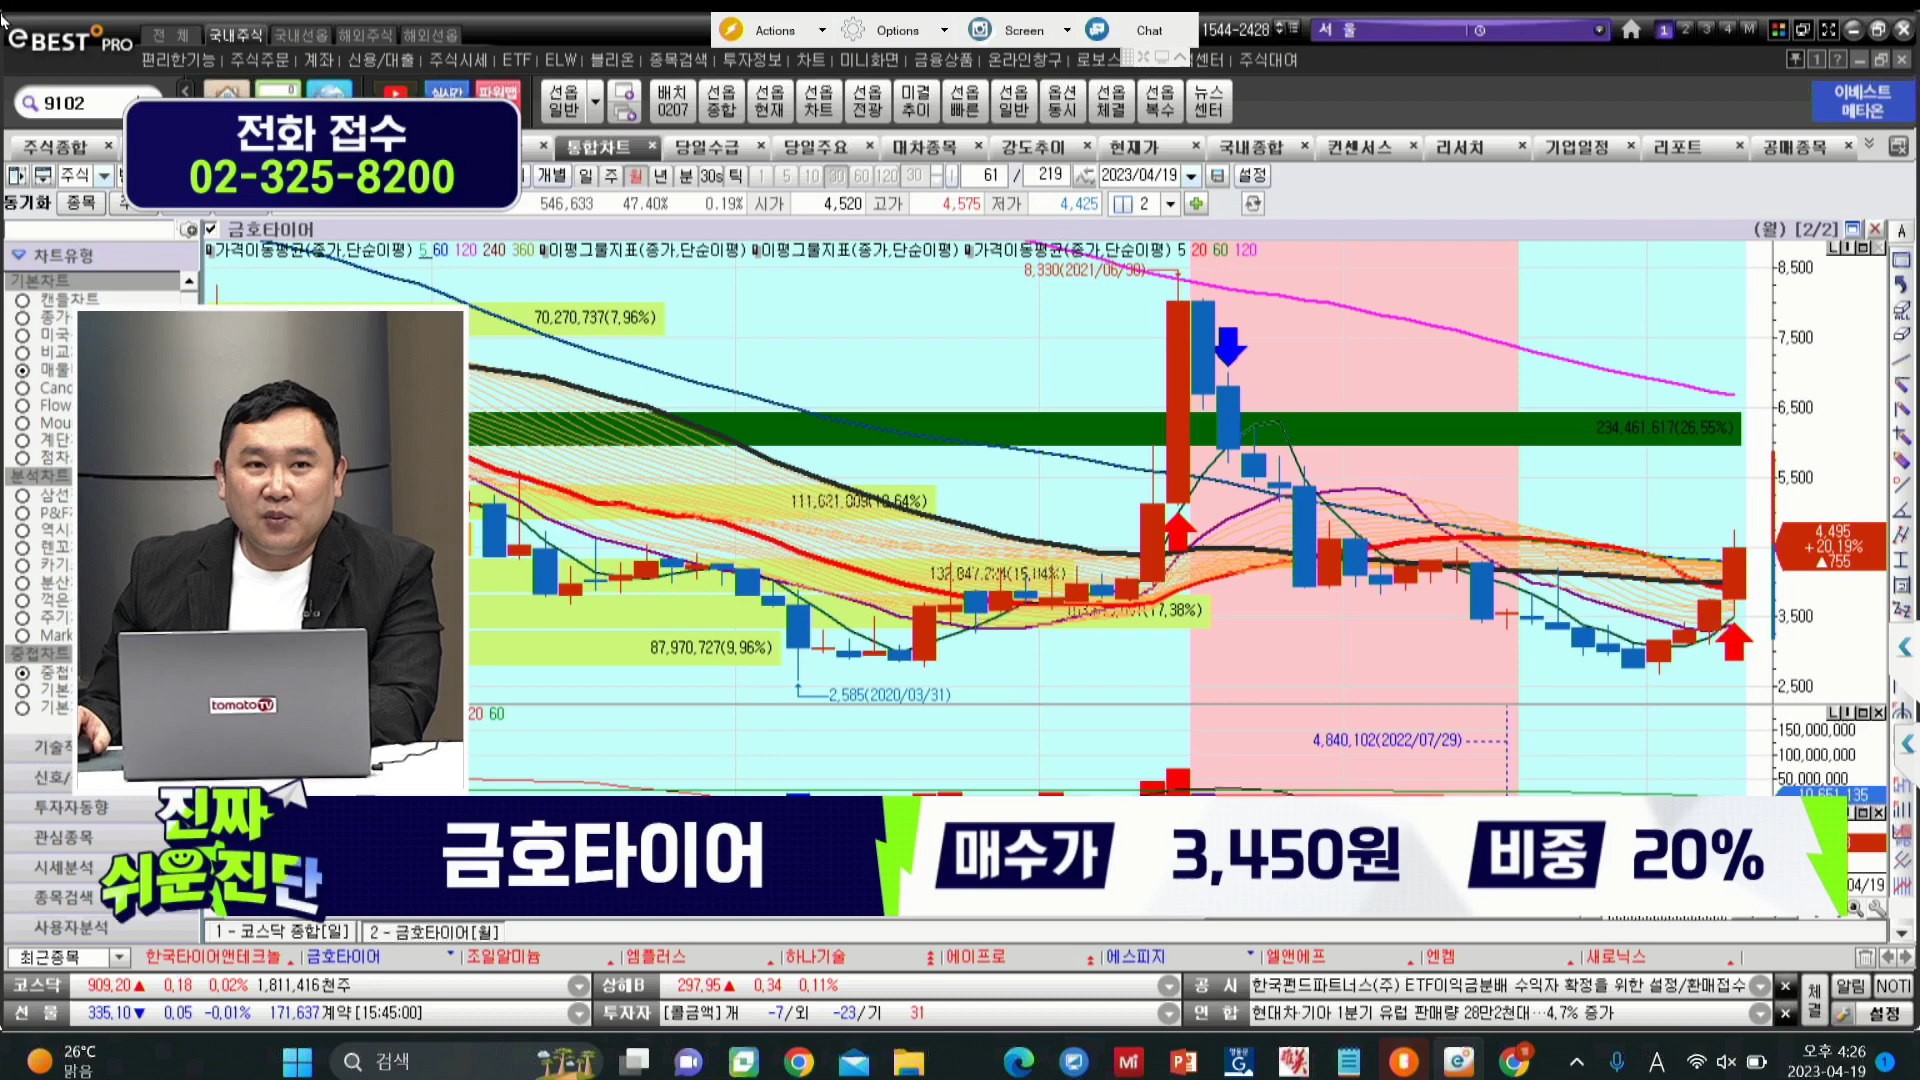 eBEST PRO
전 체 국내주식 국내선옵 해외주식 해외선옵
Actions Options Screen Chat
1544-2428
서 울
1 2 3 4 M
편리한기능 주식주문 계좌 신용/대출 주식시세 ETF ELW 블리온 종목검색 투자정보 차트 미니화면 금융상품 온라인창구 로보스 센터 주식대여
9102
선옵 일반
배치 0207
선옵 종합
선옵 현재
선옵 차트
선옵 전광
미결 추이
선옵 빠른
선옵 일반
옵션 동시
선옵 체결
선옵 복수
뉴스 센터
이베스트 메타온
전화 접수
02-325-8200
주식종합 통합차트 당일수급 당일주요 대차종목 강도추이 현재가 국내종합 컨센서스 리서치 기업일정 리포트 공매종목
주식 개별 일 주 월 년 분 30s 틱 1 5 10 30 60 120 30 61 / 219 2023/04/19 설정
동기화 종목 546,633 47.40% 0.19% 시가 4,520 고가 4,575 저가 4,425 2
금호타이어 (월) [2/2]
차트유형
가격이동평균(종가,단순이평) 5 60 120 240 360 이평그물지표(종가,단순이평) 이평그물지표(종가,단순이평) 가격이동평균(종가,단순이평) 5 20 60 120
기본차트
캔들차트
종가
미국
비교
매물
Canc
Flow
Mou
계단
점차
분석차트
삼선
P&F
역시
렌꼬
카기
분산
꺽은
주기
Mark
중첩차트
중첩
기본
기본
8,330(2021/06/30)
70,270,737(7,96%)
234,461,617(26,55%)
87,970,727(9,96%)
2,585(2020/03/31)
8,500
7,500
6,500
5,500
4,495
+20,19%
▲755
3,500
2,500
20 60
4,840,102(2022/07/29)
150,000,000
100,000,000
50,000,000
10,651,135
tomatoTV
신호/
투자자동향
관심종목
시세분석
종목검색
사용자분석
진짜 쉬운진단
금호타이어
매수가 3,450원 비중 20%
04/19
1 - 코스닥 종합[일] 2 - 금호타이어[월]
최근종목 한국타이어앤테크놀 금호타이어 조일알미늄 엠플러스 하나기술 에이프로 에스피지 엘앤에프 엔켐 새로닉스
코스닥 909,20▲ 0,18 0,02% 1,811,416천주 상해B 297,95▲ 0,34 0,11% 공 시 한국펀드파트너스(주) ETF이익금분배 수익자 확정을 위한 설정/환매접수
선 물 335,10▼ 0,05 -0,01% 171,637계약 [15:45:00] 투자자 [콜금액]개 -7/외 -23/기 31 연 합 현대차·기아 1분기 유럽 판매량 28만2천대…4,7% 증가
체결 알림 NOTI 설정
26°C
맑음
검색
오후 4:26
2023-04-19